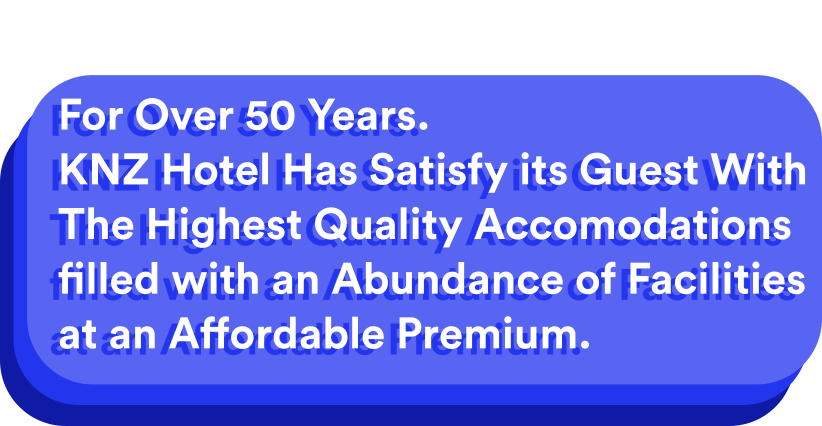 For Over 50 Years.
KNZ Hotel Has Satisfy its Guest With
The Highest Quality Accomodations
filled with an Abundance of Facilities
at an Affordable Premium.